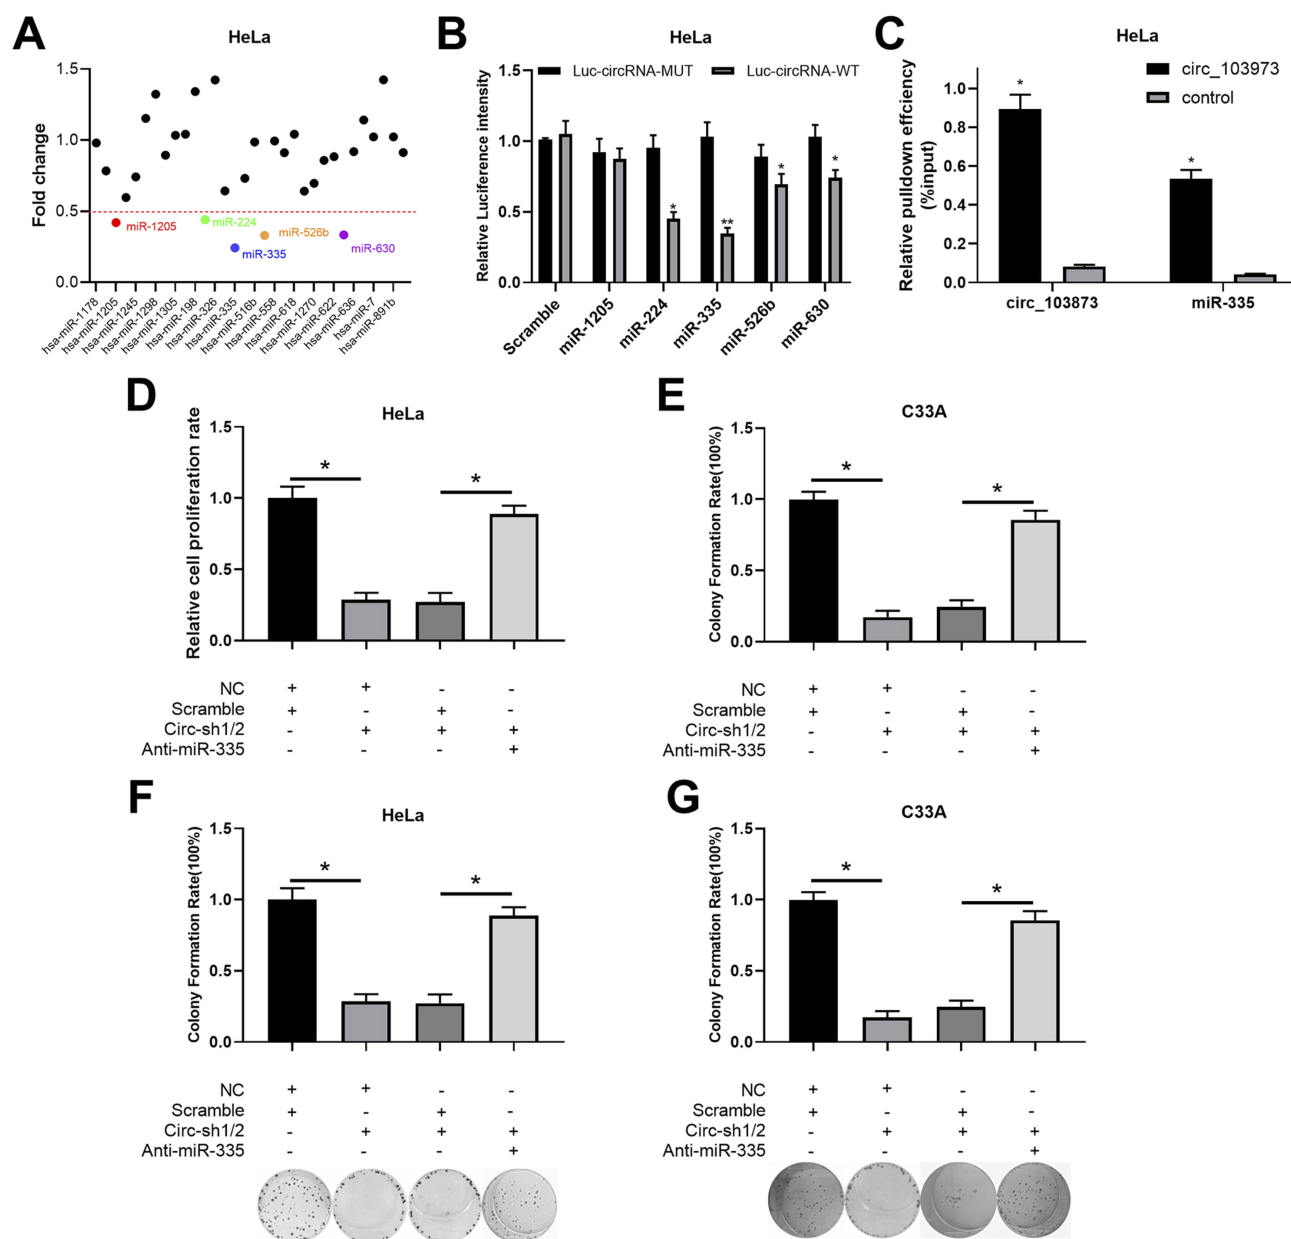 A
HeLa
Fold change
1.5
1.0
0.5
0.0
miR-1205
miR-224
miR-335
miR-526b
miR-630
hsa-miR-1178
hsa-miR-1205
hsa-miR-1245
hsa-miR-1298
hsa-miR-1305
hsa-miR-198
hsa-miR-326
hsa-miR-335
hsa-miR-516b
hsa-miR-558
hsa-miR-618
hsa-miR-1270
hsa-miR-622
hsa-miR-636
hsa-miR-7
hsa-miR-891b
B
HeLa
Relative Luciference intensity
1.5
1.0
0.5
0.0
Luc-circRNA-MUT
Luc-circRNA-WT
*
**
*
*
Scramble
miR-1205
miR-224
miR-335
miR-526b
miR-630
C
HeLa
Relative pulldown effciency
(%input)
1.0
0.8
0.6
0.4
0.2
0.0
circ_103973
control
*
*
circ_103873
miR-335
D
HeLa
Relative cell proliferation rate
1.5
1.0
0.5
0.0
*
*
NC + + - -
Scramble + - + -
Circ-sh1/2 - + + +
Anti-miR-335 - - - +
E
C33A
Colony Formation Rate(100%)
1.5
1.0
0.5
0.0
*
*
NC + + - -
Scramble + - + -
Circ-sh1/2 - + + +
Anti-miR-335 - - - +
F
HeLa
Colony Formation Rate(100%)
1.5
1.0
0.5
0.0
*
*
NC + + - -
Scramble + - + -
Circ-sh1/2 - + + +
Anti-miR-335 - - - +
G
C33A
Colony Formation Rate(100%)
1.5
1.0
0.5
0.0
*
*
NC + + - -
Scramble + - + -
Circ-sh1/2 - + + +
Anti-miR-335 - - - +